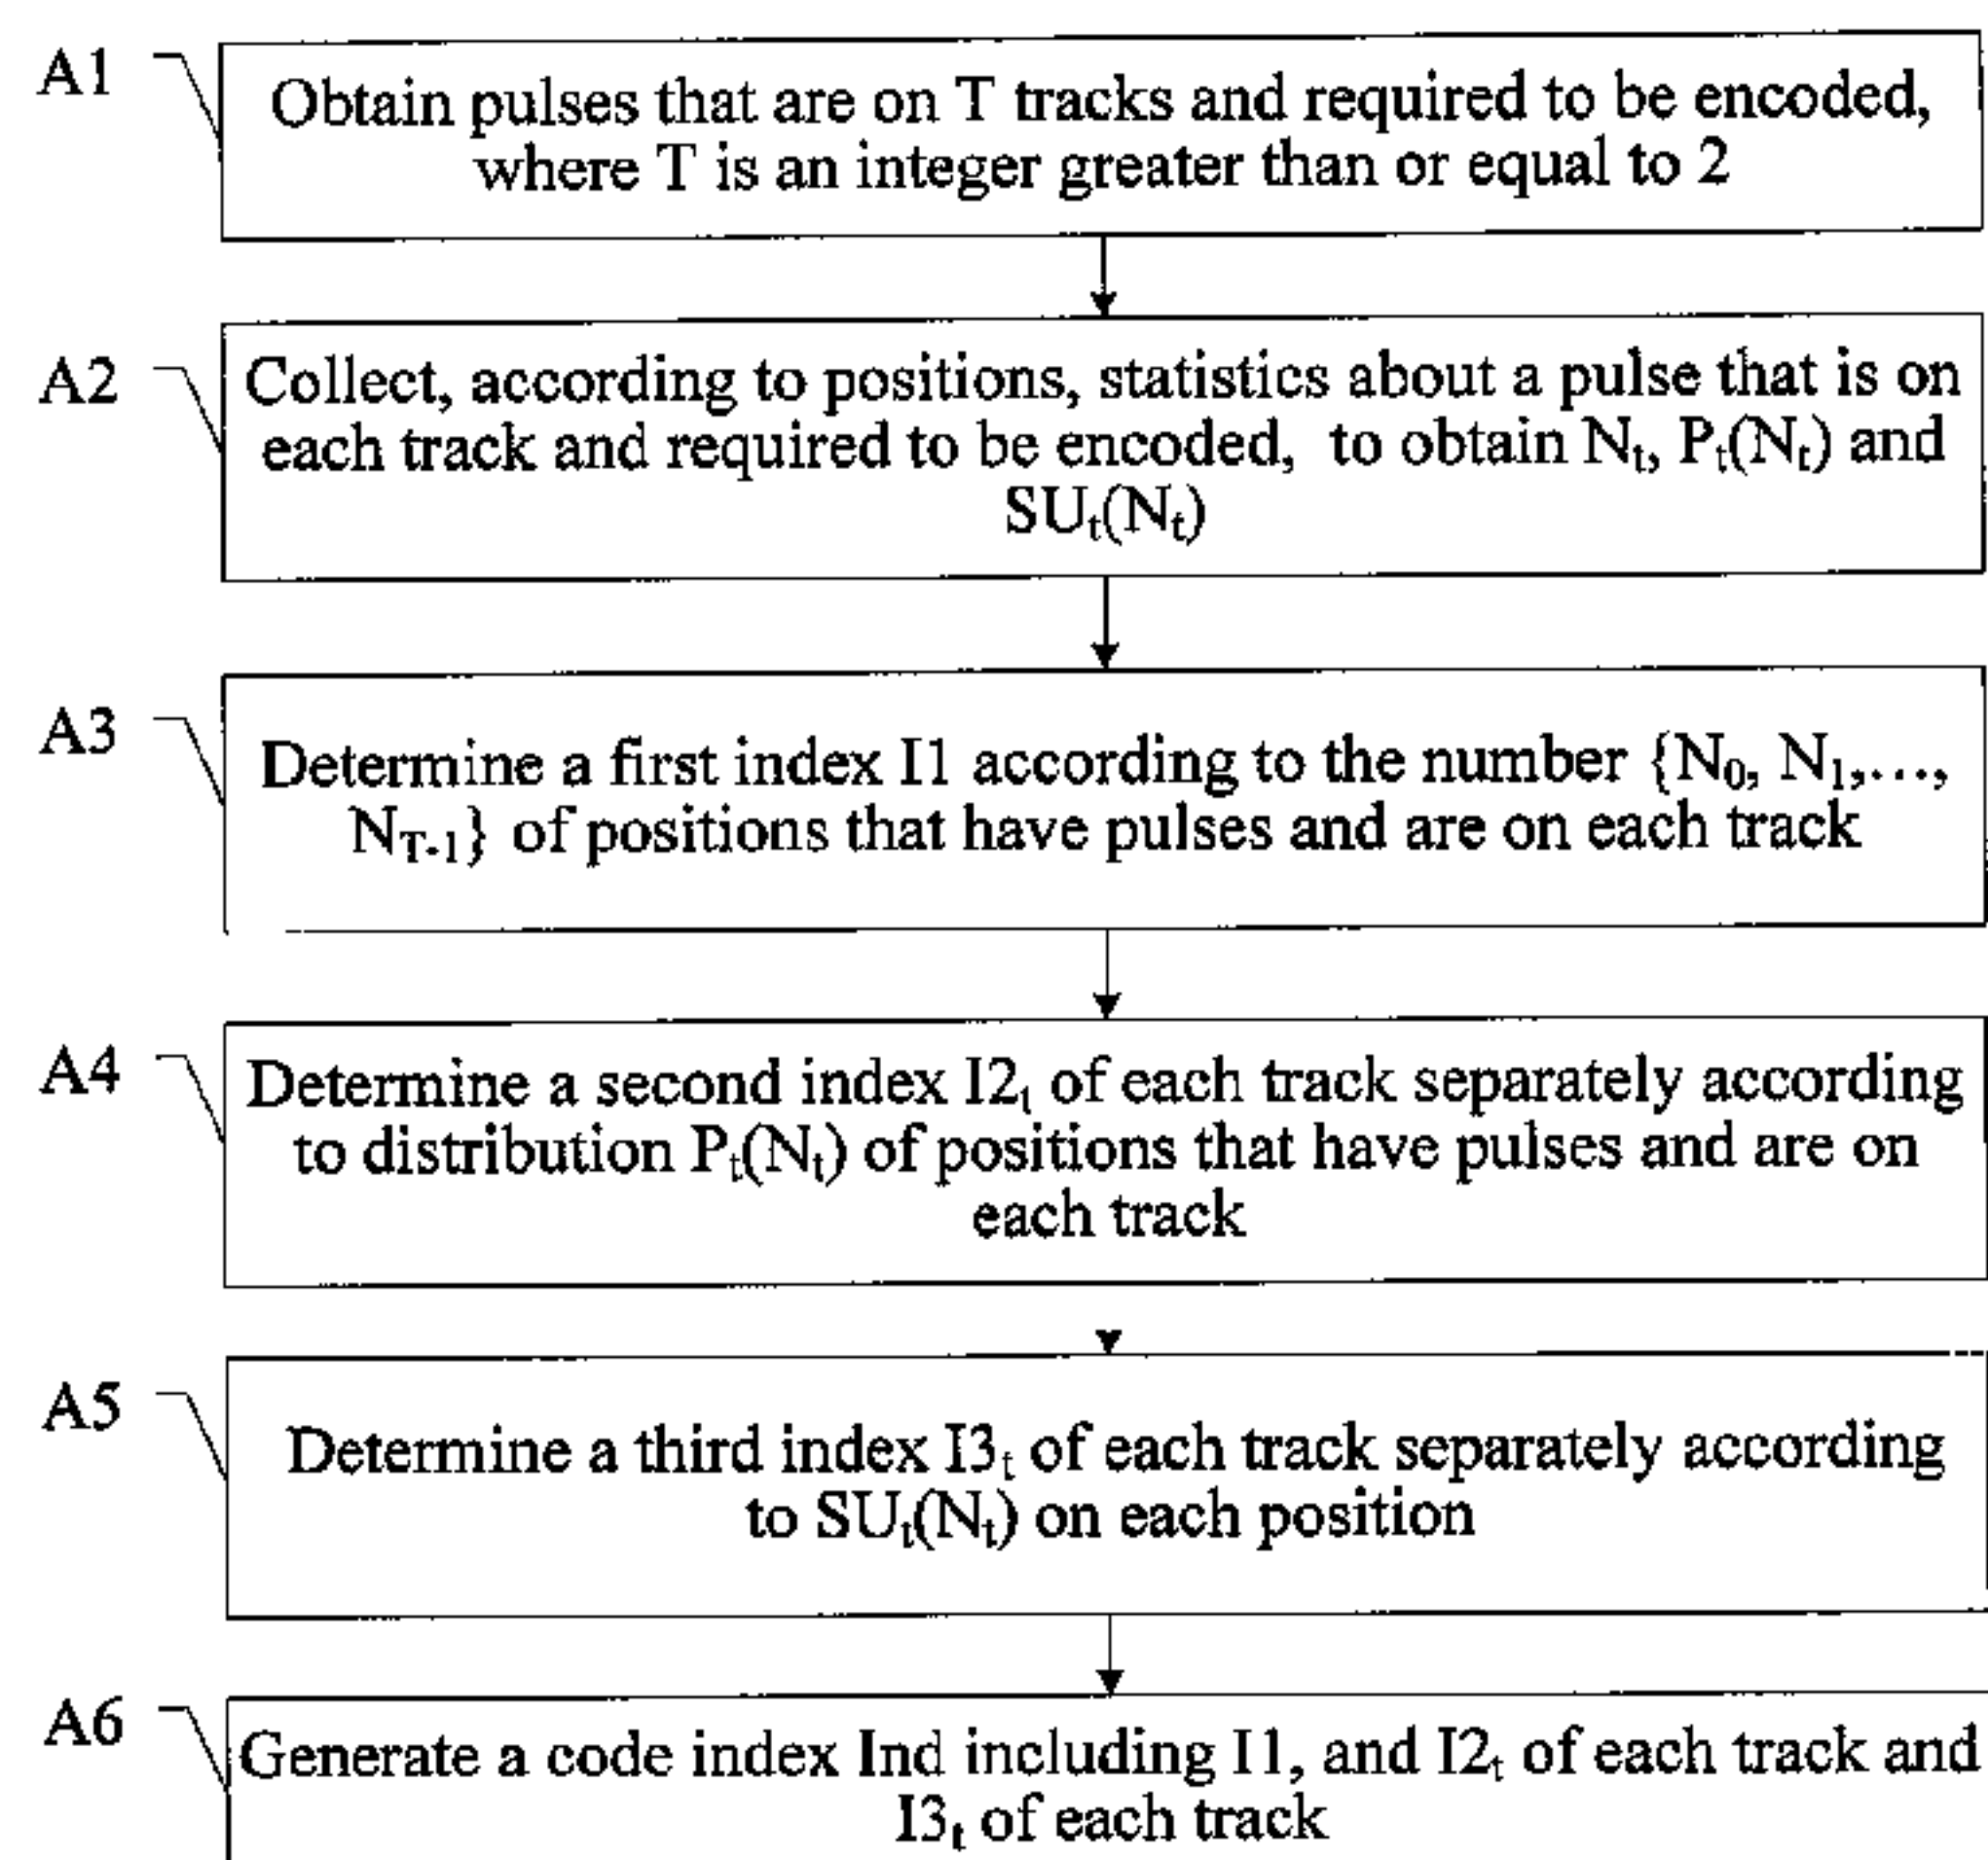 A1
Obtain pulses that are on T tracks and required to be encoded,
where T is an integer greater than or equal to 2
A2
Collect, according to positions, statistics about a pulse that is on
each track and required to be encoded, to obtain Nₜ, Pₜ(Nₜ) and
SUₜ(Nₜ)
A3
Determine a first index I1 according to the number {N₀, N₁,...,
N_T-1} of positions that have pulses and are on each track
A4
Determine a second index I2ₜ of each track separately according
to distribution Pₜ(Nₜ) of positions that have pulses and are on
each track
A5
Determine a third index I3ₜ of each track separately according
to SUₜ(Nₜ) on each position
A6
Generate a code index Ind including I1, and I2ₜ of each track and
I3ₜ of each track